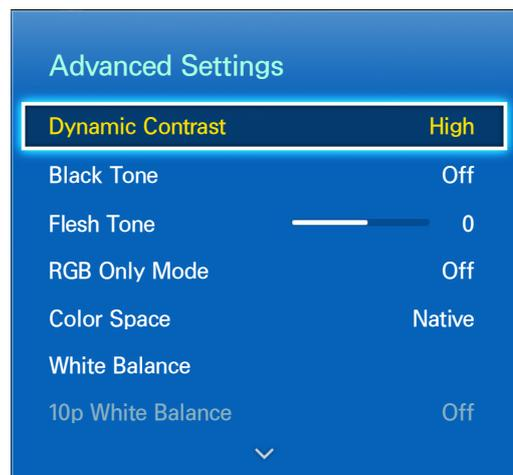 Advanced Settings
Dynamic Contrast High
Black Tone Off
Flesh Tone 0
RGB Only Mode Off
Color Space Native
White Balance
10p White Balance Off